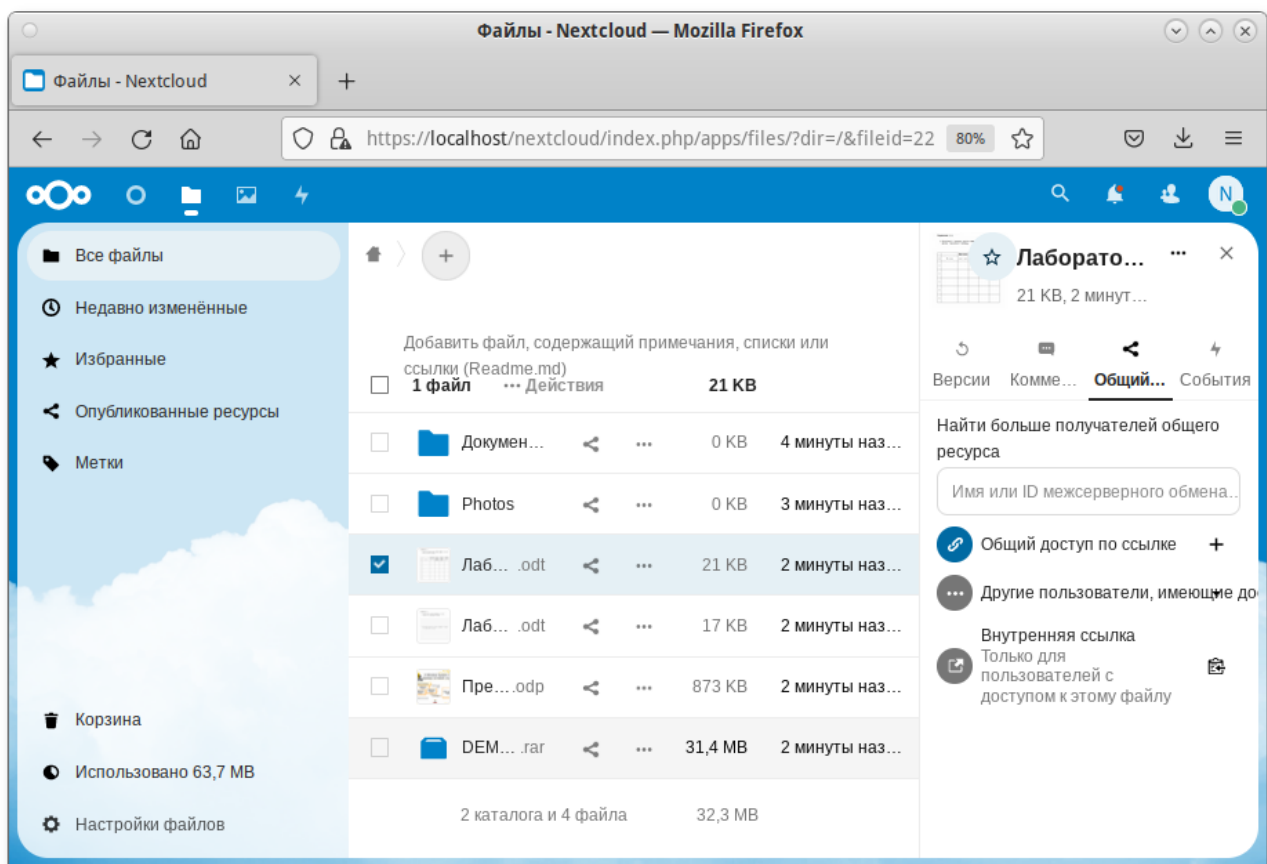 Файлы - Nextcloud — Mozilla Firefox
Файлы - Nextcloud
https://localhost/nextcloud/index.php/apps/files/?dir=/&fileid=22 80%
N
Все файлы
Недавно изменённые
Избранные
Опубликованные ресурсы
Метки
Корзина
Использовано 63,7 MB
Настройки файлов
Добавить файл, содержащий примечания, списки или
ссылки (Readme.md)
1 файл ••• Действия 21 KB
Докумен... 0 KB 4 минуты наз...
Photos 0 KB 3 минуты наз...
Лаб... .odt 21 KB 2 минуты наз...
Лаб... .odt 17 KB 2 минуты наз...
Пре... .odp 873 KB 2 минуты наз...
DEM... .rar 31,4 MB 2 минуты наз...
2 каталога и 4 файла 32,3 MB
Лаборато...
21 KB, 2 минут...
Версии Комме... Общий... События
Найти больше получателей общего
ресурса
Имя или ID межсерверного обмена...
Общий доступ по ссылке
Другие пользователи, имеющие до
Внутренняя ссылка
Только для
пользователей с
доступом к этому файлу